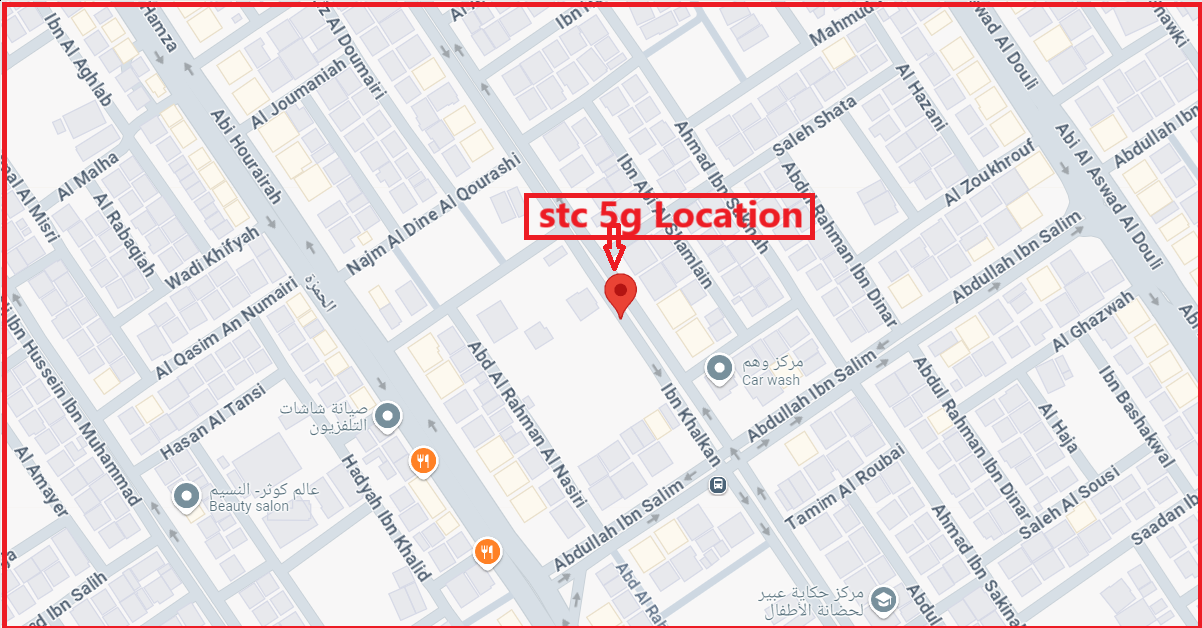 Ibn Al Aghlab
Hamza
Al Doumairi
Ibn
Mahmud
Al Douli
Al Joumaniah
Abi Hourairah
Al Malha
Al Misri
Al Rabaqiah
Wadi Khifyah
Najm Al Dine Al Qourashi
Ahmad Ibn
Saleh Shata
Al Hazani
Abi Al Aswad Al Douli
Abdullah Ibn
Al Zoukhrouf
Abdul Rahman Ibn Dinar
stc 5g Location
Abdullah Ibn Salim
الحمزة
Al Qasim An Numairi
Ibn Hussein Ibn Muhammad
Hasan Al Tansi
صيانة شاشات
التلفزيون
Abd Al Rahman Al Nasiri
مركز وهم
Car wash
Ibn Khalkan
Abdullah Ibn Salim
Al Ghazwah
Ibn Bashakwal
Abdul Rahman Ibn Dinar
Al Haja
Al Amayer
عالم كوثر- النسيم
Beauty salon
Hadyah Ibn Khalid
Abdullah Ibn Salim
Tamim Al Roubai
Saleh Al Sousi
Saadan
Ahmad Ibn Sakina
Ibn Salih
Abd Al
مركز حكاية عبير
لحضانة الأطفال
Abdul